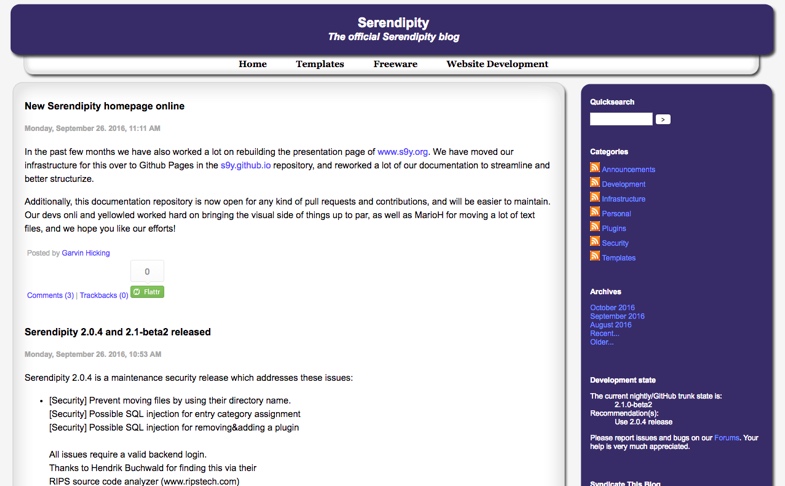 Serendipity
The official Serendipity blog
Home Templates Freeware Website Development
New Serendipity homepage online
Monday, September 26. 2016, 11:11 AM
In the past few months we have also worked a lot on rebuilding the presentation page of www.s9y.org. We have moved our
infrastructure for this over to Github Pages in the s9y.github.io repository, and reworked a lot of our documentation to streamline and
better structurize.
Additionally, this documentation repository is now open for any kind of pull requests and contributions, and will be easier to maintain.
Our devs onli and yellowled worked hard on bringing the visual side of things up to par, as well as MarioH for moving a lot of text
files, and we hope you like our efforts!
Posted by Garvin Hicking
0
Comments (3) | Trackbacks (0) Flattr
Serendipity 2.0.4 and 2.1-beta2 released
Monday, September 26. 2016, 10:53 AM
Serendipity 2.0.4 is a maintenance security release which addresses these issues:
• [Security] Prevent moving files by using their directory name.
[Security] Possible SQL injection for entry category assignment
[Security] Possible SQL injection for removing&adding a plugin
All issues require a valid backend login.
Thanks to Hendrik Buchwald for finding this via their
RIPS source code analyzer (www.ripstech.com)
Quicksearch
>
Categories
Announcements
Development
Infrastructure
Personal
Plugins
Security
Templates
Archives
October 2016
September 2016
August 2016
Recent...
Older...
Development state
The current nightly/GitHub trunk state is:
2.1.0-beta2
Recommendation(s):
Use 2.0.4 release
Please report issues and bugs on our Forums. Your
help is very much appreciated.
Syndicate This Blog